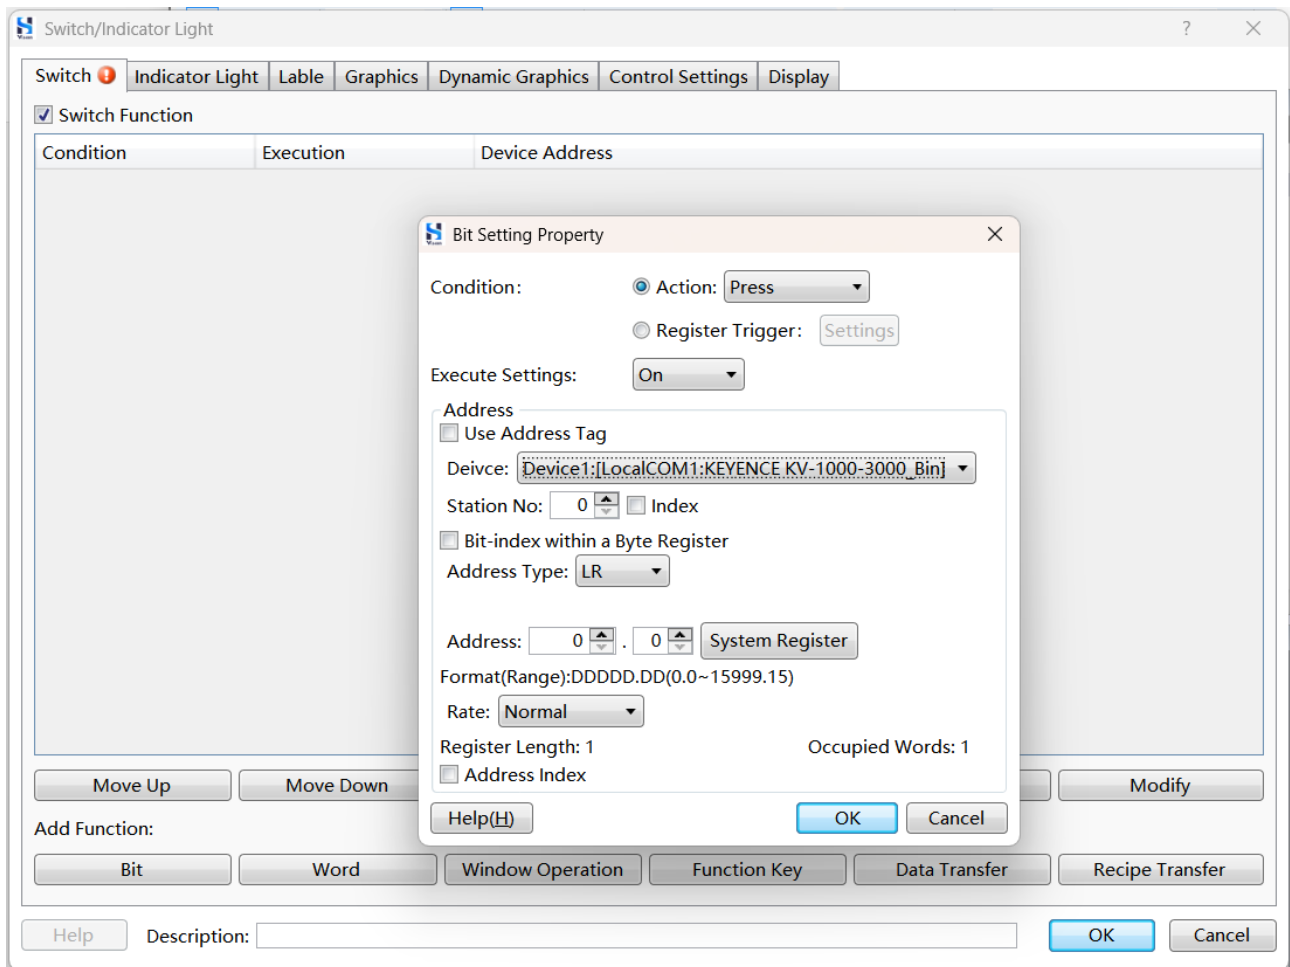 Switch/Indicator Light ?
Switch Indicator Light Lable Graphics Dynamic Graphics Control Settings Display
Switch Function
Condition Execution Device Address
Bit Setting Property
Condition: Action: Press
Register Trigger: Settings
Execute Settings: On
Address
Use Address Tag
Deivce: Device1:[LocalCOM1:KEYENCE KV-1000-3000_Bin]
Station No: 0 Index
Bit-index within a Byte Register
Address Type: LR
Address: 0 . 0 System Register
Format(Range):DDDDD.DD(0.0~15999.15)
Rate: Normal
Register Length: 1 Occupied Words: 1
Address Index
Help(H) OK Cancel
Move Up Move Down Modify
Add Function:
Bit Word Window Operation Function Key Data Transfer Recipe Transfer
Help Description: OK Cancel